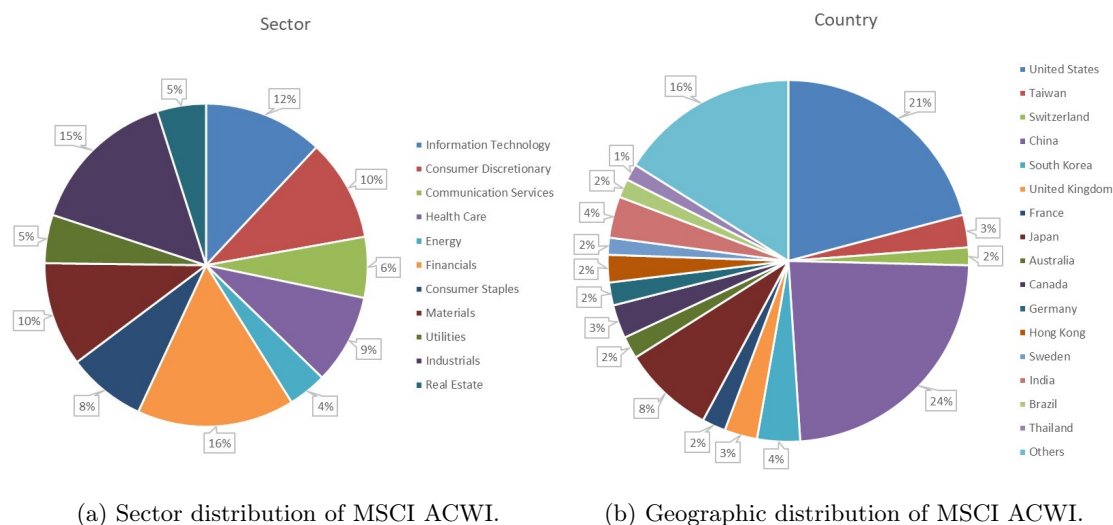 Sector
12%
10%
6%
9%
4%
16%
8%
10%
5%
15%
5%
Information Technology
Consumer Discretionary
Communication Services
Health Care
Energy
Financials
Consumer Staples
Materials
Utilities
Industrials
Real Estate
(a) Sector distribution of MSCI ACWI.
Country
21%
3%
2%
24%
4%
3%
2%
8%
2%
3%
2%
2%
2%
4%
2%
1%
16%
United States
Taiwan
Switzerland
China
South Korea
United Kingdom
France
Japan
Australia
Canada
Germany
Hong Kong
Sweden
India
Brazil
Thailand
Others
(b) Geographic distribution of MSCI ACWI.